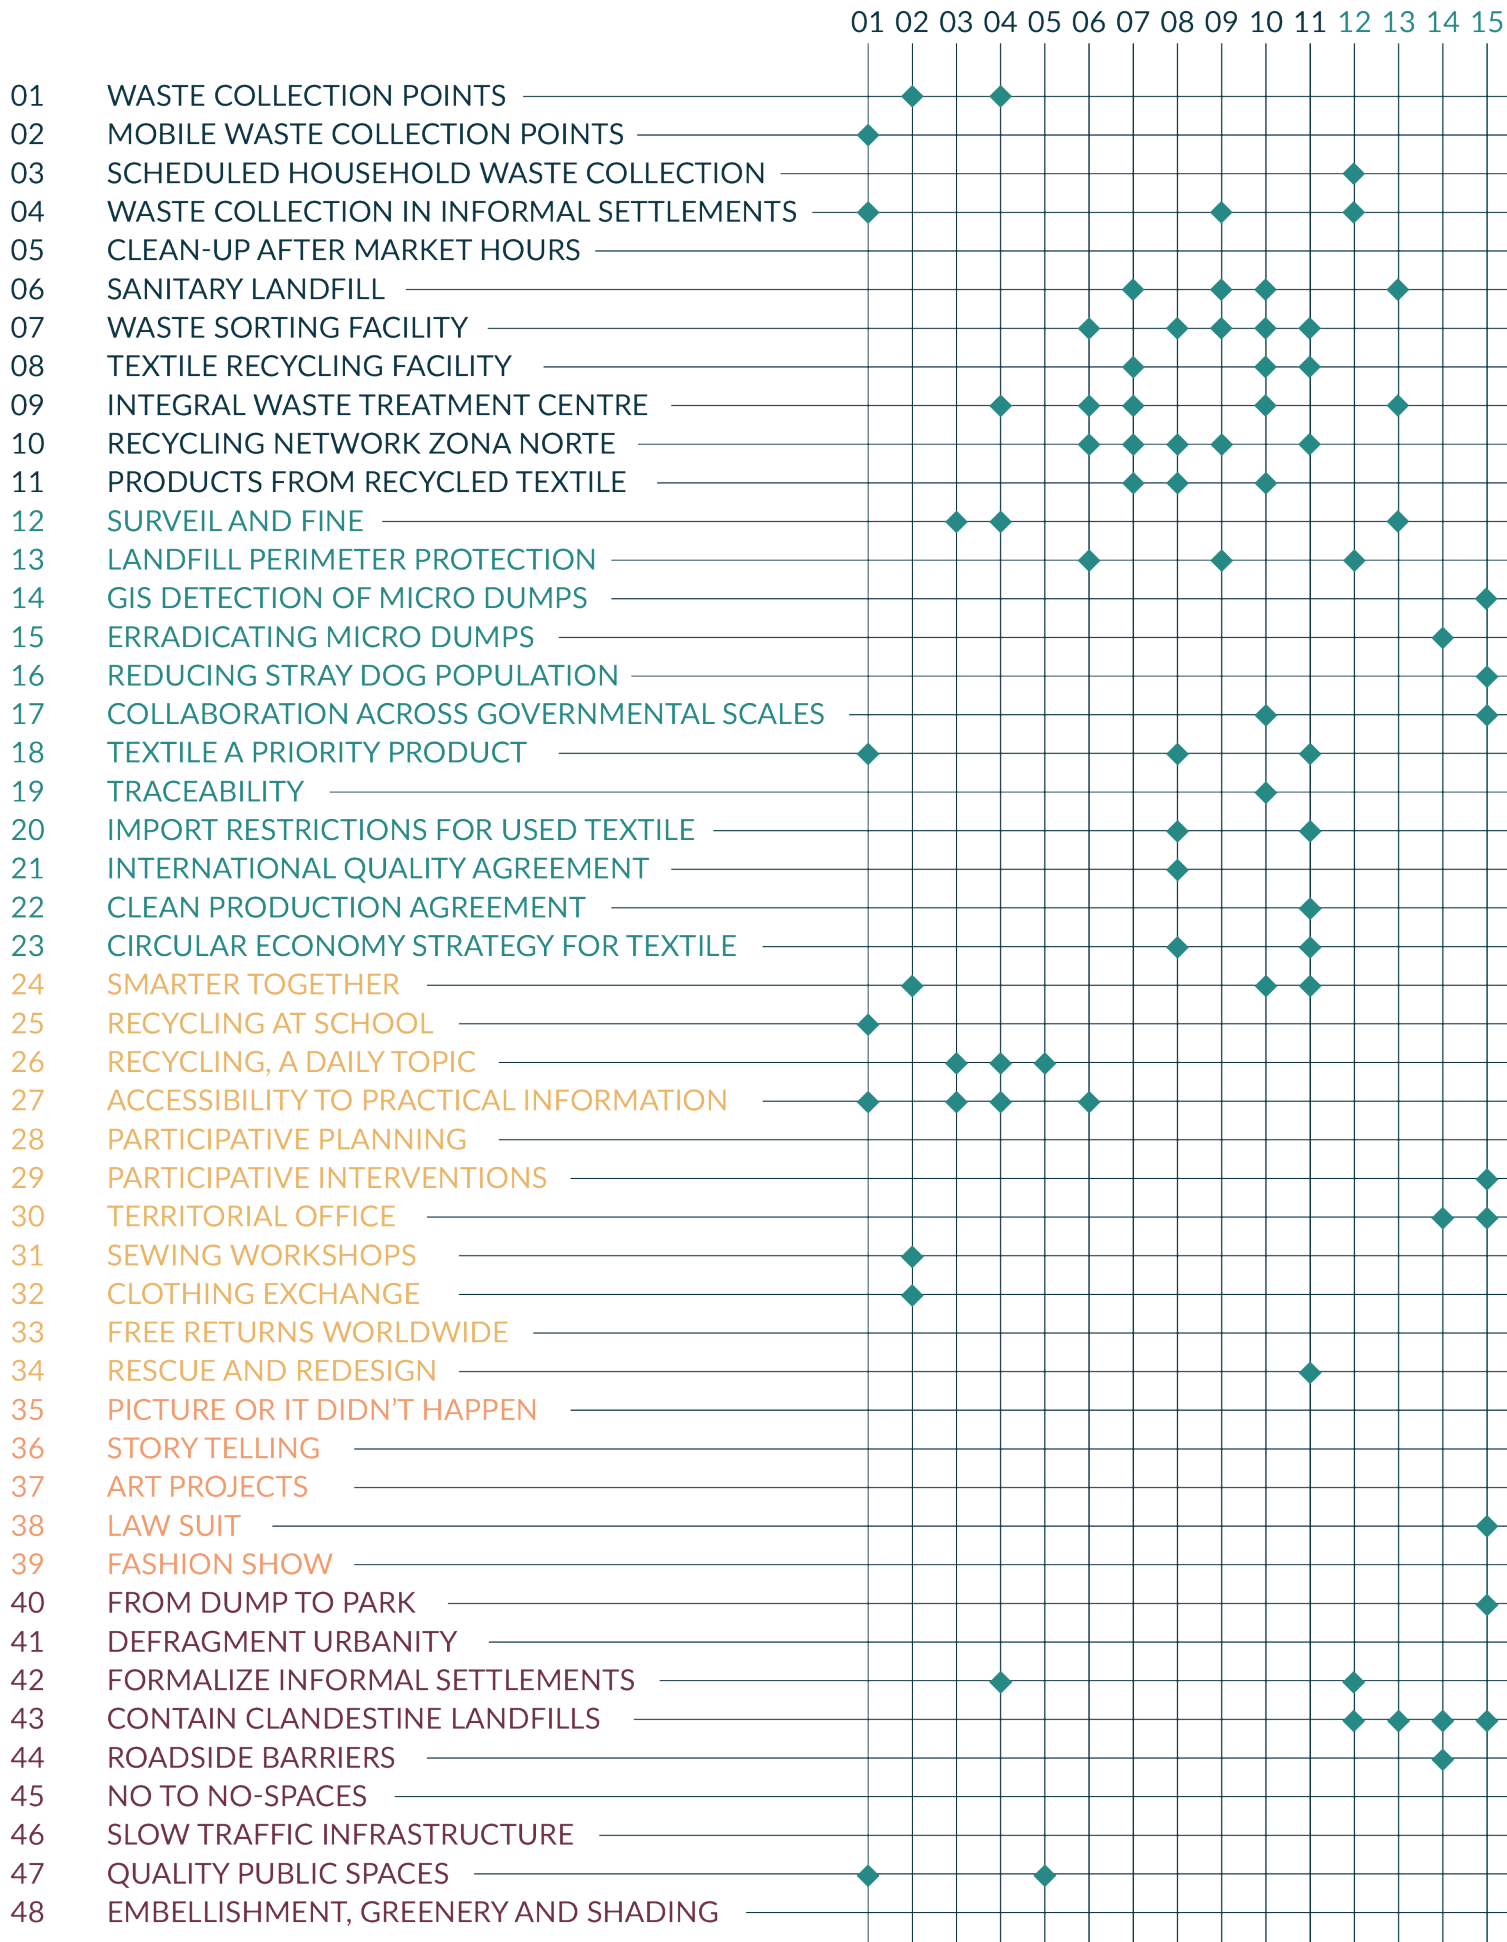 01 02 03 04 05 06 07 08 09 10 11 12 13 14 15
01 WASTE COLLECTION POINTS
02 MOBILE WASTE COLLECTION POINTS
03 SCHEDULED HOUSEHOLD WASTE COLLECTION
04 WASTE COLLECTION IN INFORMAL SETTLEMENTS
05 CLEAN-UP AFTER MARKET HOURS
06 SANITARY LANDFILL
07 WASTE SORTING FACILITY
08 TEXTILE RECYCLING FACILITY
09 INTEGRAL WASTE TREATMENT CENTRE
10 RECYCLING NETWORK ZONA NORTE
11 PRODUCTS FROM RECYCLED TEXTILE
12 SURVEIL AND FINE
13 LANDFILL PERIMETER PROTECTION
14 GIS DETECTION OF MICRO DUMPS
15 ERRADICATING MICRO DUMPS
16 REDUCING STRAY DOG POPULATION
17 COLLABORATION ACROSS GOVERNMENTAL SCALES
18 TEXTILE A PRIORITY PRODUCT
19 TRACEABILITY
20 IMPORT RESTRICTIONS FOR USED TEXTILE
21 INTERNATIONAL QUALITY AGREEMENT
22 CLEAN PRODUCTION AGREEMENT
23 CIRCULAR ECONOMY STRATEGY FOR TEXTILE
24 SMARTER TOGETHER
25 RECYCLING AT SCHOOL
26 RECYCLING, A DAILY TOPIC
27 ACCESSIBILITY TO PRACTICAL INFORMATION
28 PARTICIPATIVE PLANNING
29 PARTICIPATIVE INTERVENTIONS
30 TERRITORIAL OFFICE
31 SEWING WORKSHOPS
32 CLOTHING EXCHANGE
33 FREE RETURNS WORLDWIDE
34 RESCUE AND REDESIGN
35 PICTURE OR IT DIDN’T HAPPEN
36 STORY TELLING
37 ART PROJECTS
38 LAW SUIT
39 FASHION SHOW
40 FROM DUMP TO PARK
41 DEFRAGMENT URBANITY
42 FORMALIZE INFORMAL SETTLEMENTS
43 CONTAIN CLANDESTINE LANDFILLS
44 ROADSIDE BARRIERS
45 NO TO NO-SPACES
46 SLOW TRAFFIC INFRASTRUCTURE
47 QUALITY PUBLIC SPACES
48 EMBELLISHMENT, GREENERY AND SHADING